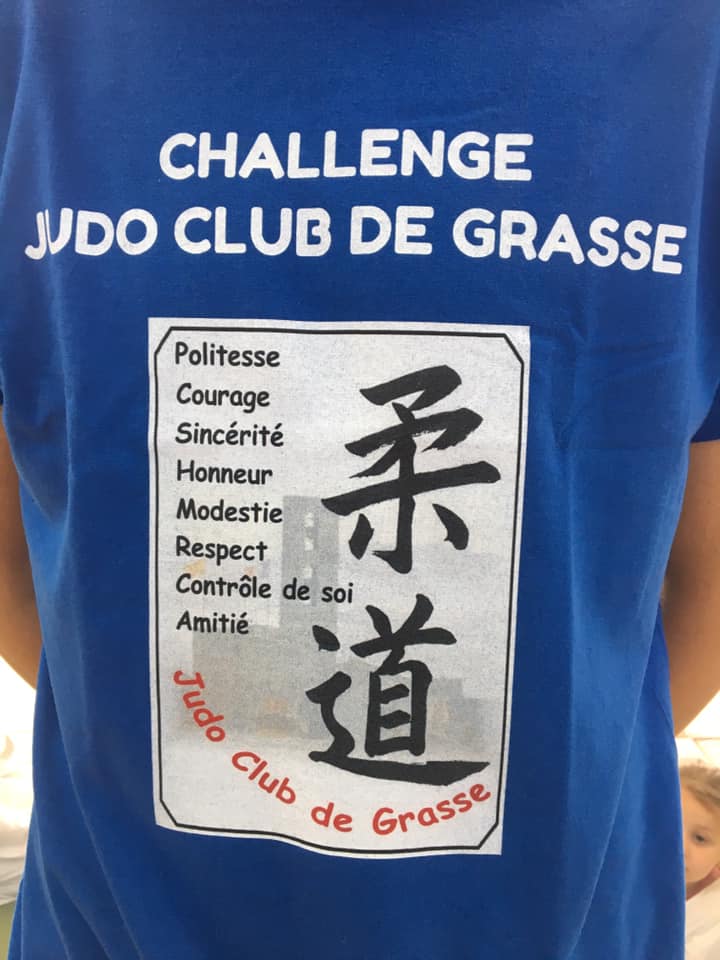 CHALLENGE
JUDO CLUB DE GRASSE
Politesse
Courage
Sincérité
Honneur
Modestie
Respect
Contrôle de soi
Amitié
柔道
Judo Club de Grasse